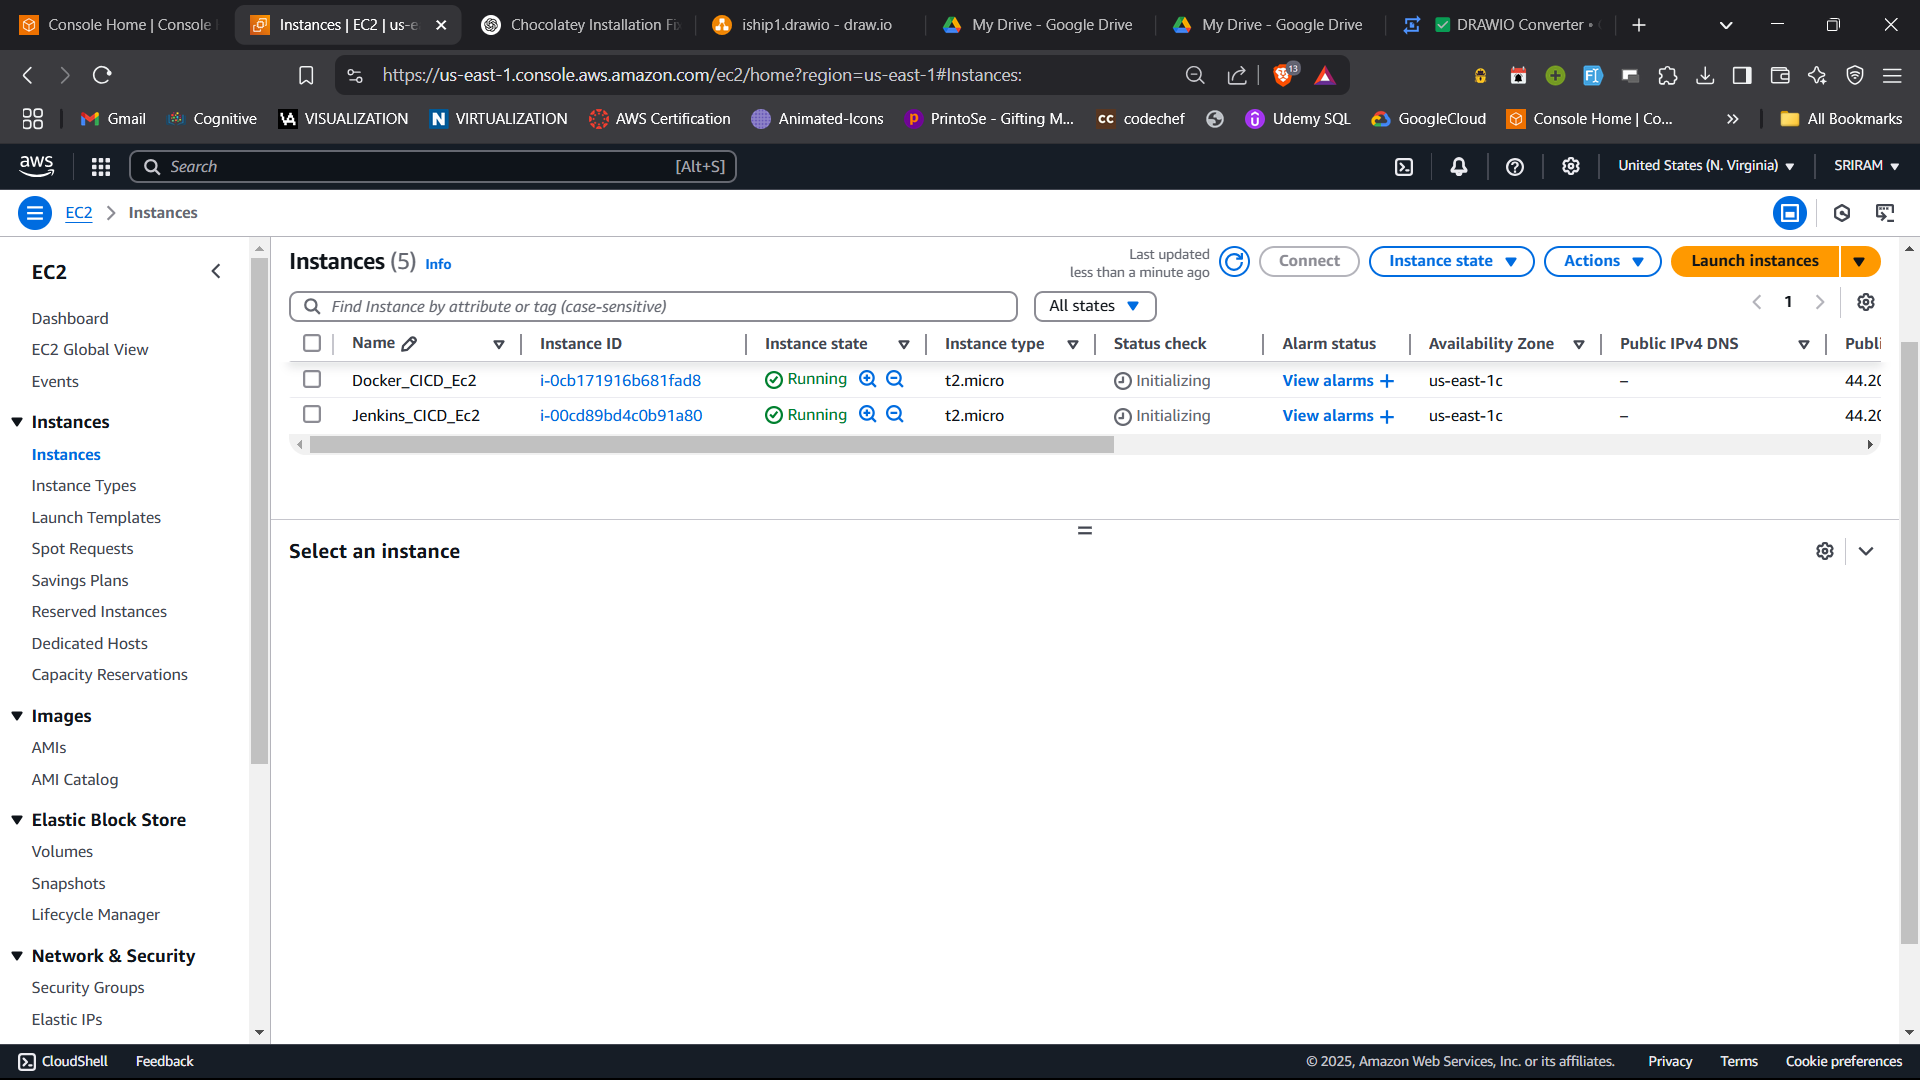 Console Home | Console
Instances | EC2 | us-e
Chocolatey Installation Fi
iship1.drawio - draw.io
My Drive - Google Drive
My Drive - Google Drive
DRAWIO Converter •
https://us-east-1.console.aws.amazon.com/ec2/home?region=us-east-1#Instances:
13
Gmail
Cognitive
VISUALIZATION
VIRTUALIZATION
AWS Certification
Animated-Icons
PrintoSe - Gifting M...
codechef
Udemy SQL
GoogleCloud
Console Home | Co...
All Bookmarks
aws
Search
[Alt+S]
United States (N. Virginia)
SRIRAM
EC2
Instances
EC2
Dashboard
EC2 Global View
Events
Instances
Instances
Instance Types
Launch Templates
Spot Requests
Savings Plans
Reserved Instances
Dedicated Hosts
Capacity Reservations
Images
AMIs
AMI Catalog
Elastic Block Store
Volumes
Snapshots
Lifecycle Manager
Network & Security
Security Groups
Elastic IPs
Instances (5) Info
Last updated
less than a minute ago
Connect
Instance state
Actions
Launch instances
Find Instance by attribute or tag (case-sensitive)
All states
1
Name Instance ID Instance state Instance type Status check Alarm status Availability Zone Public IPv4 DNS Publi
Docker_CICD_Ec2 i-0cb171916b681fad8 Running t2.micro Initializing View alarms + us-east-1c – 44.20
Jenkins_CICD_Ec2 i-00cd89bd4c0b91a80 Running t2.micro Initializing View alarms + us-east-1c – 44.20
Select an instance
CloudShell
Feedback
© 2025, Amazon Web Services, Inc. or its affiliates.
Privacy
Terms
Cookie preferences